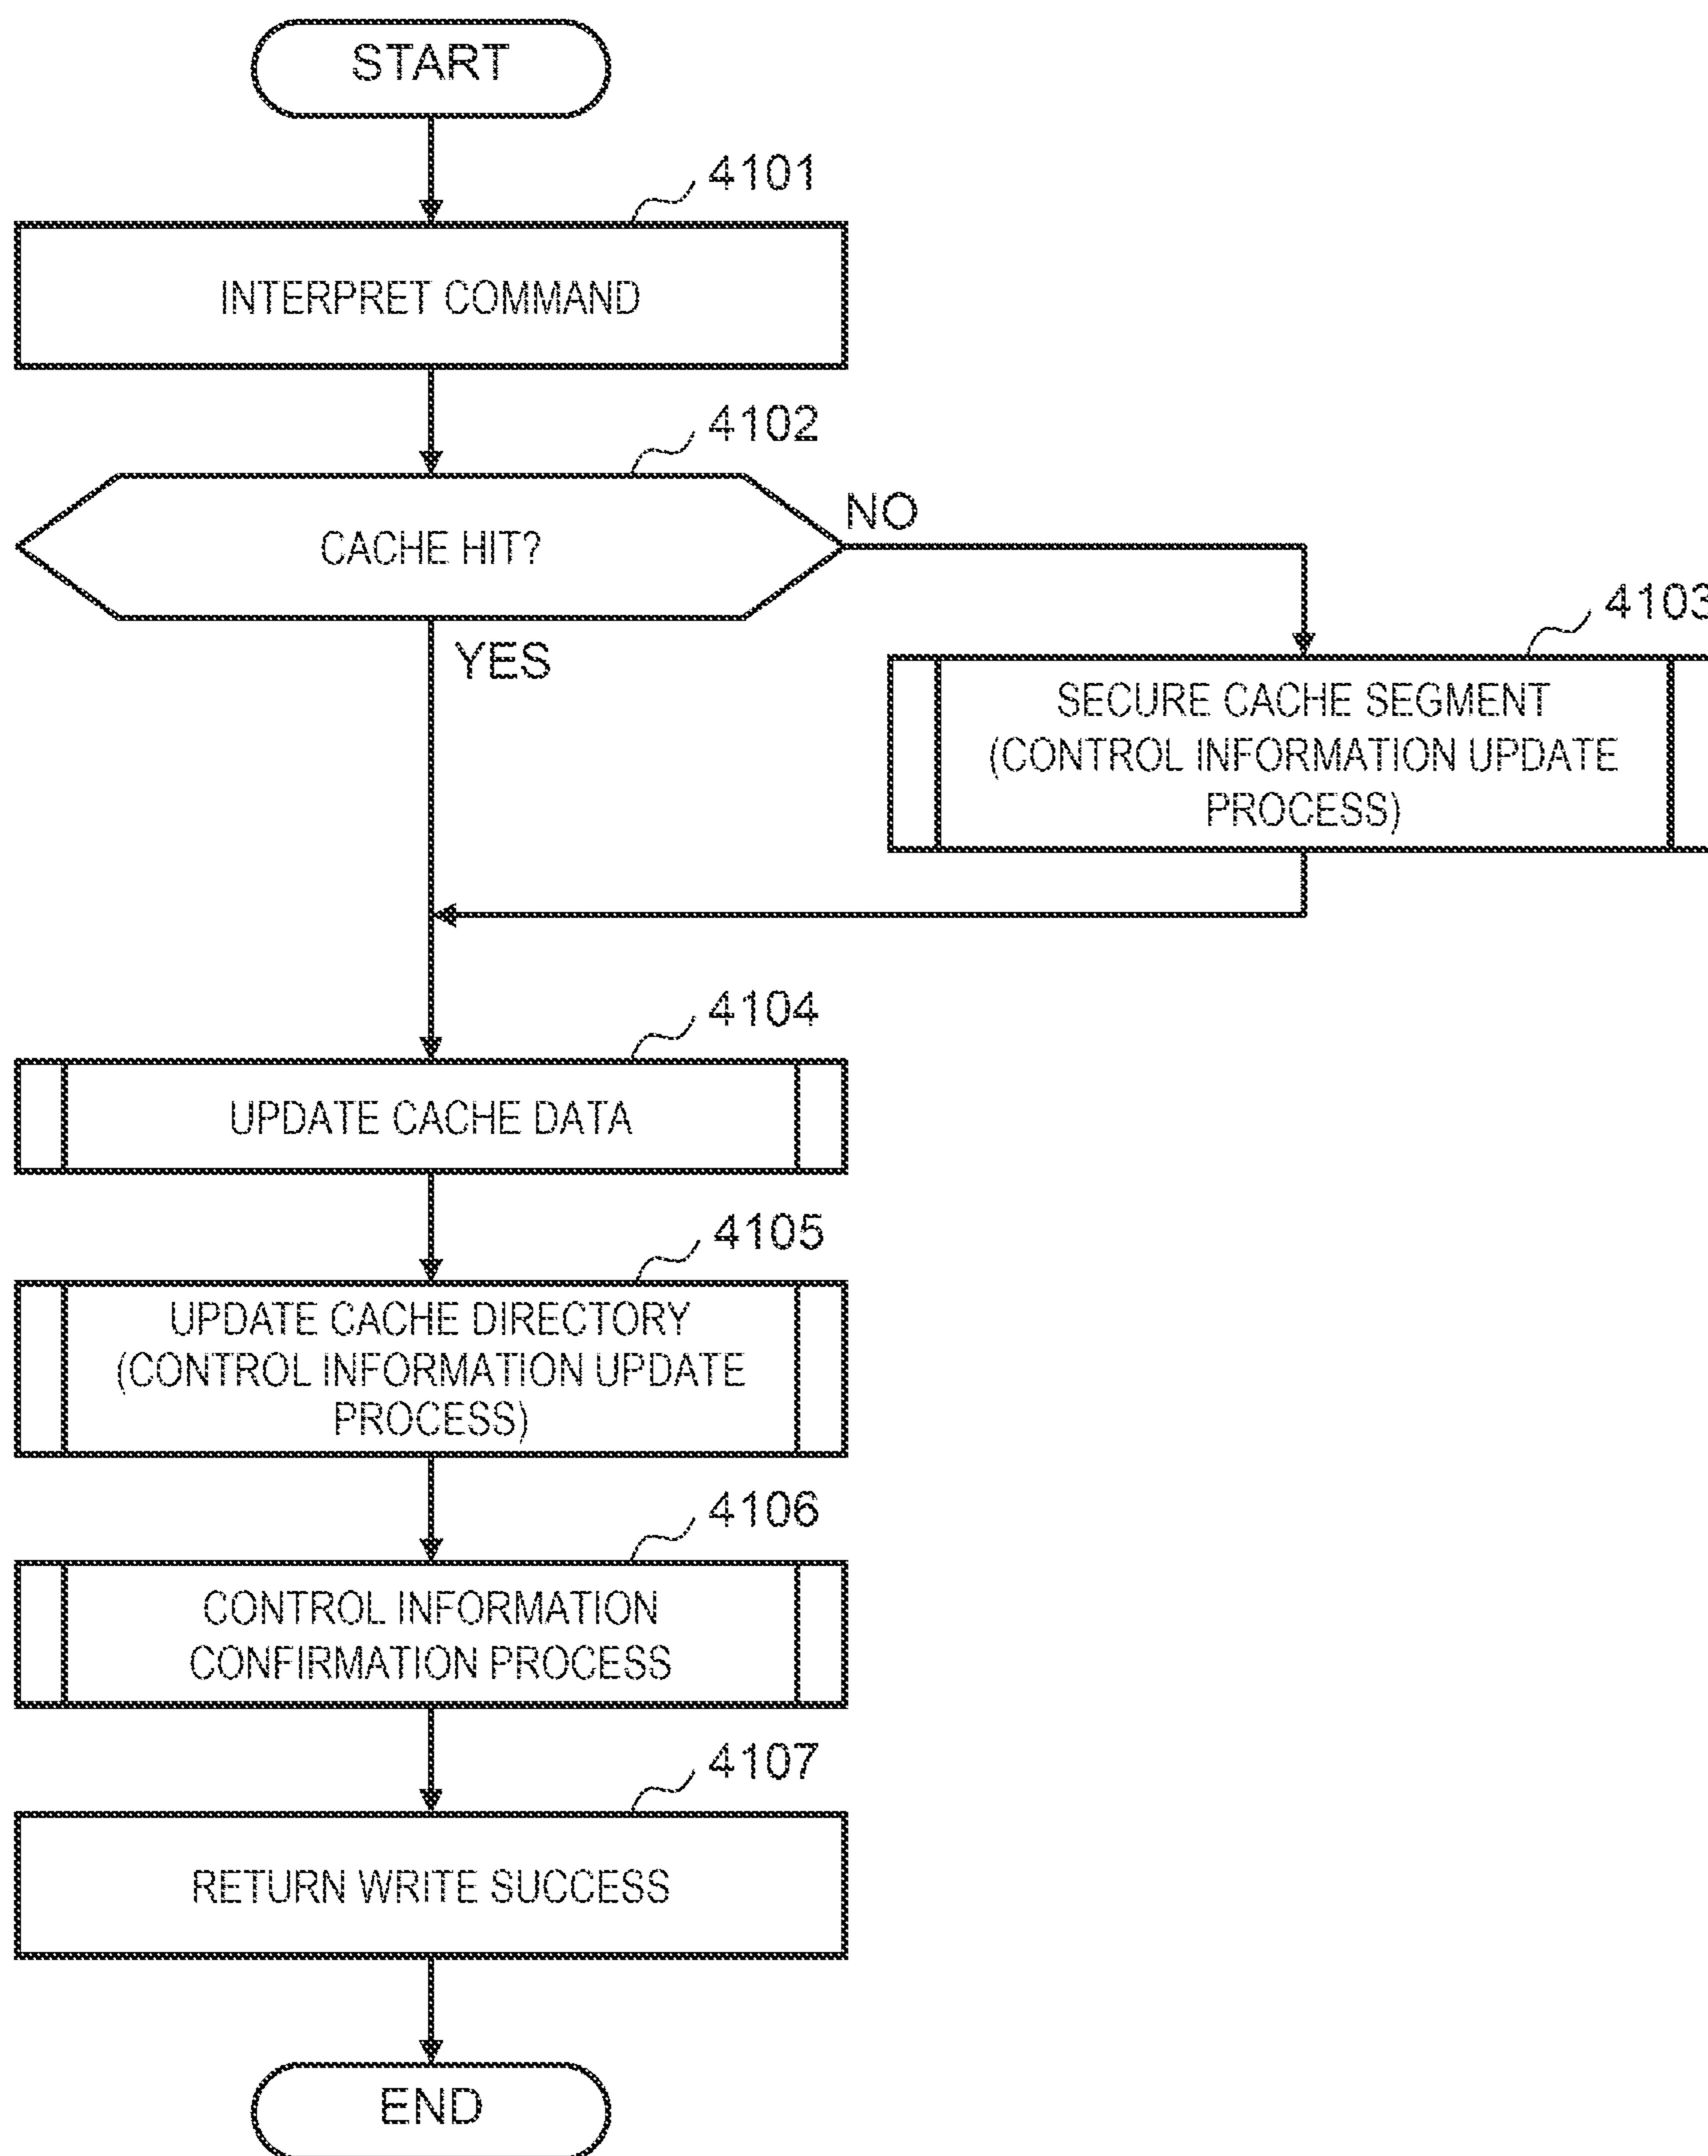 START
4101
INTERPRET COMMAND
4102
CACHE HIT?
NO
YES
4103
SECURE CACHE SEGMENT
(CONTROL INFORMATION UPDATE
PROCESS)
4104
UPDATE CACHE DATA
4105
UPDATE CACHE DIRECTORY
(CONTROL INFORMATION UPDATE
PROCESS)
4106
CONTROL INFORMATION
CONFIRMATION PROCESS
4107
RETURN WRITE SUCCESS
END